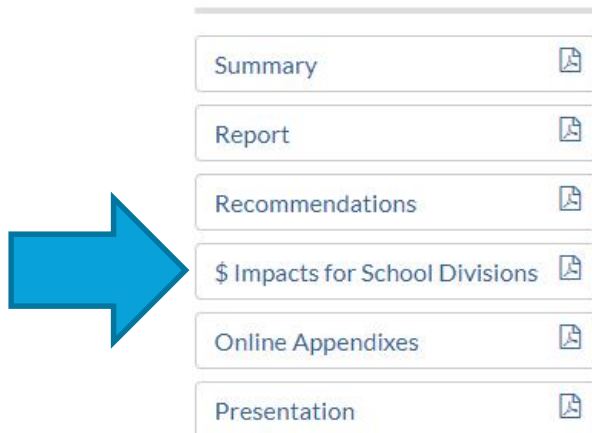 Summary
Report
Recommendations
$ Impacts for School Divisions
Online Appendixes
Presentation